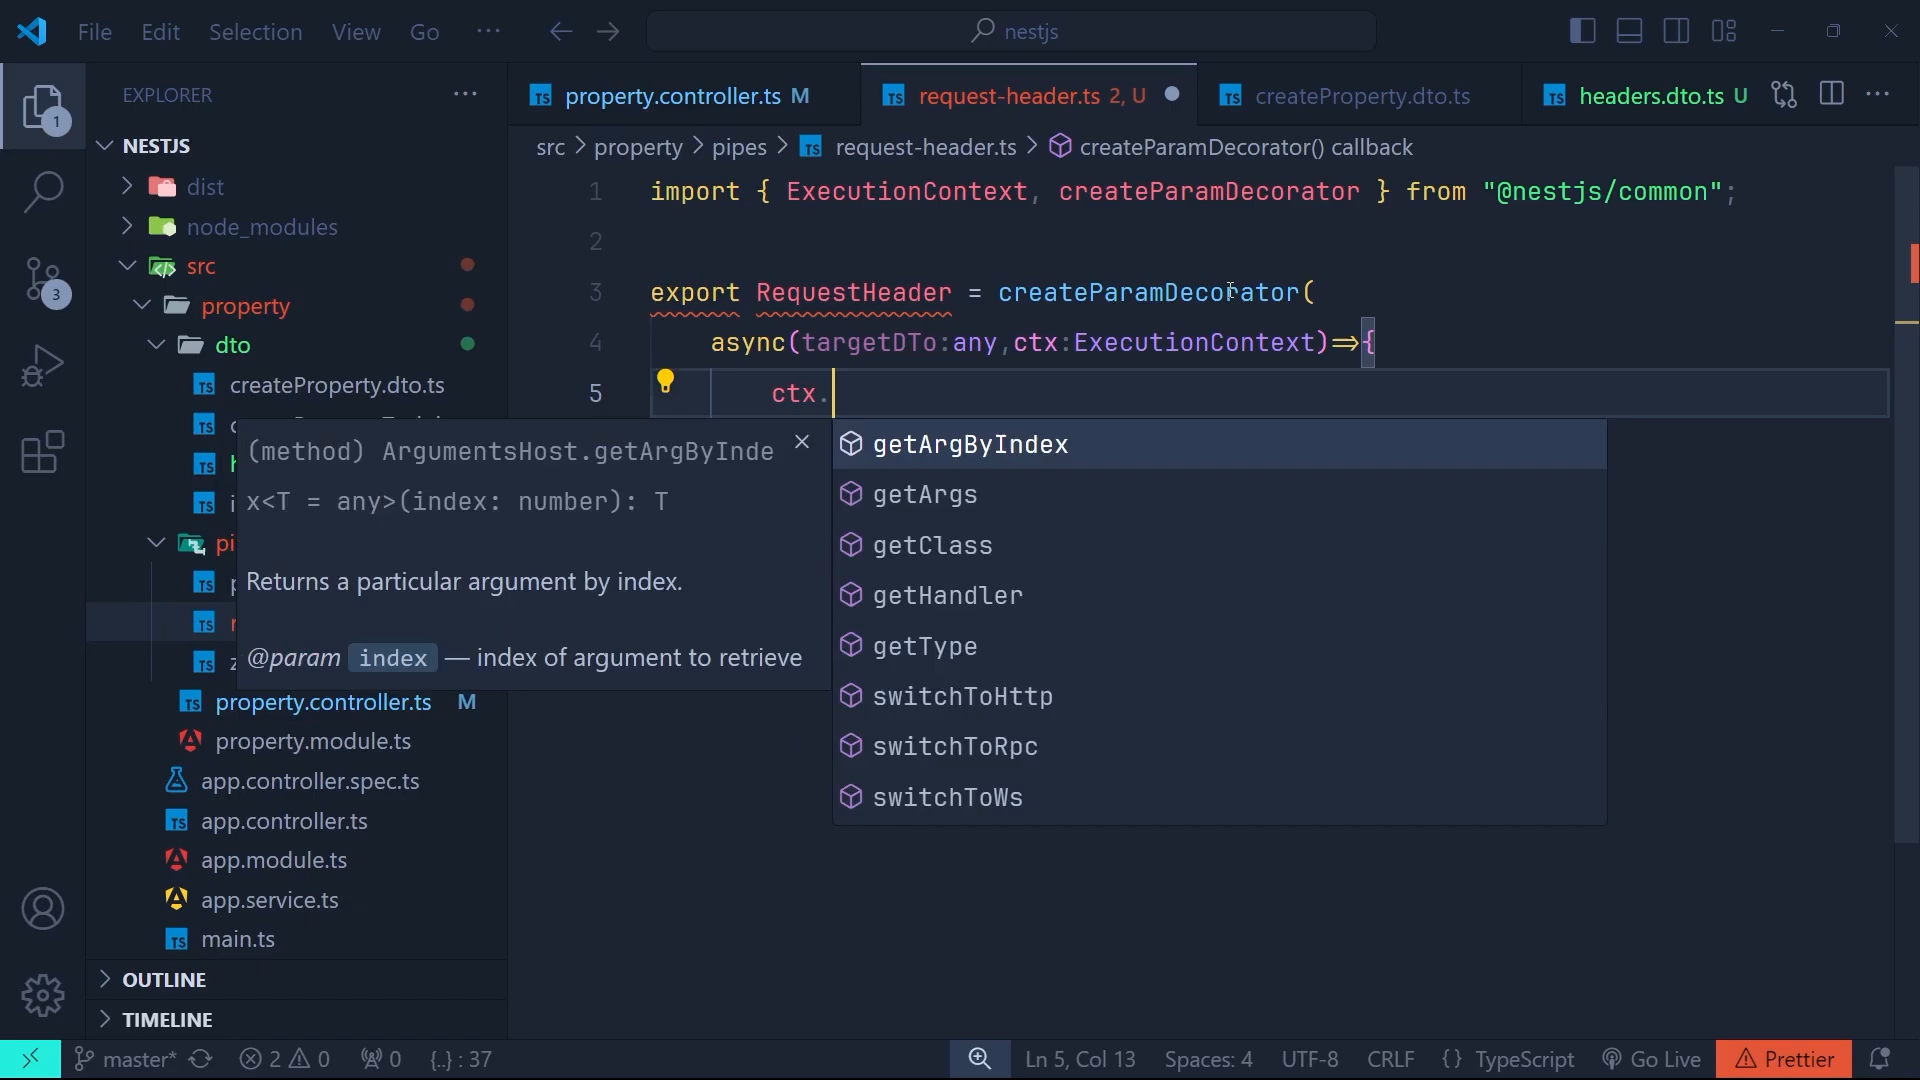 File Edit Selection View Go ··· nestjs
EXPLORER ···
property.controller.ts M
request-header.ts 2, U
createProperty.dto.ts
headers.dto.ts U
src > property > pipes > TS request-header.ts > createParamDecorator() callback
1
NESTJS
dist
node_modules
src
property
dto
createProperty.dto.ts
3
property.controller.ts M
property.module.ts
app.controller.spec.ts
app.controller.ts
app.module.ts
app.service.ts
main.ts
OUTLINE
TIMELINE
1 import { ExecutionContext, createParamDecorator } from "@nestjs/common";
2
3 export RequestHeader = createParamDecorator(
4 async(targetDTo:any,ctx:ExecutionContext)=>{
5 ctx.
(method) ArgumentsHost.getArgByInde
x<T = any>(index: number): T
Returns a particular argument by index.
@param index — index of argument to retrieve
getArgByIndex
getArgs
getClass
getHandler
getType
switchToHttp
switchToRpc
switchToWs
master* 2 0 0 {..} : 37 Ln 5, Col 13 Spaces: 4 UTF-8 CRLF {} TypeScript Go Live Prettier